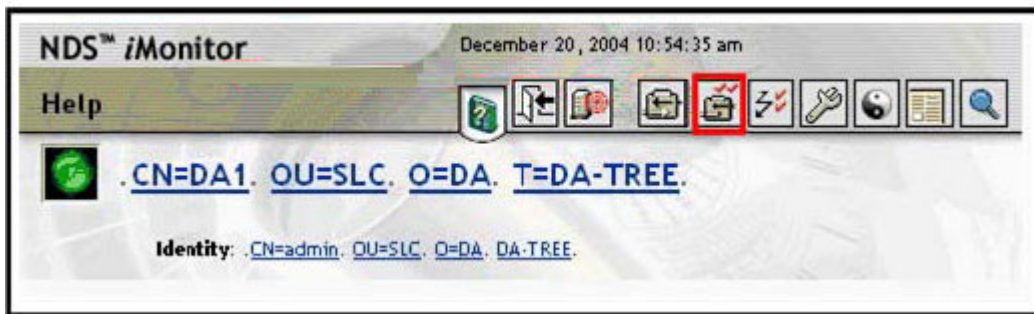 NDS™ iMonitor
December 20, 2004 10:54:35 am
Help
. CN=DA1. OU=SLC. O=DA. T=DA-TREE.
Identity: .CN=admin. OU=SLC. O=DA. DA-TREE.